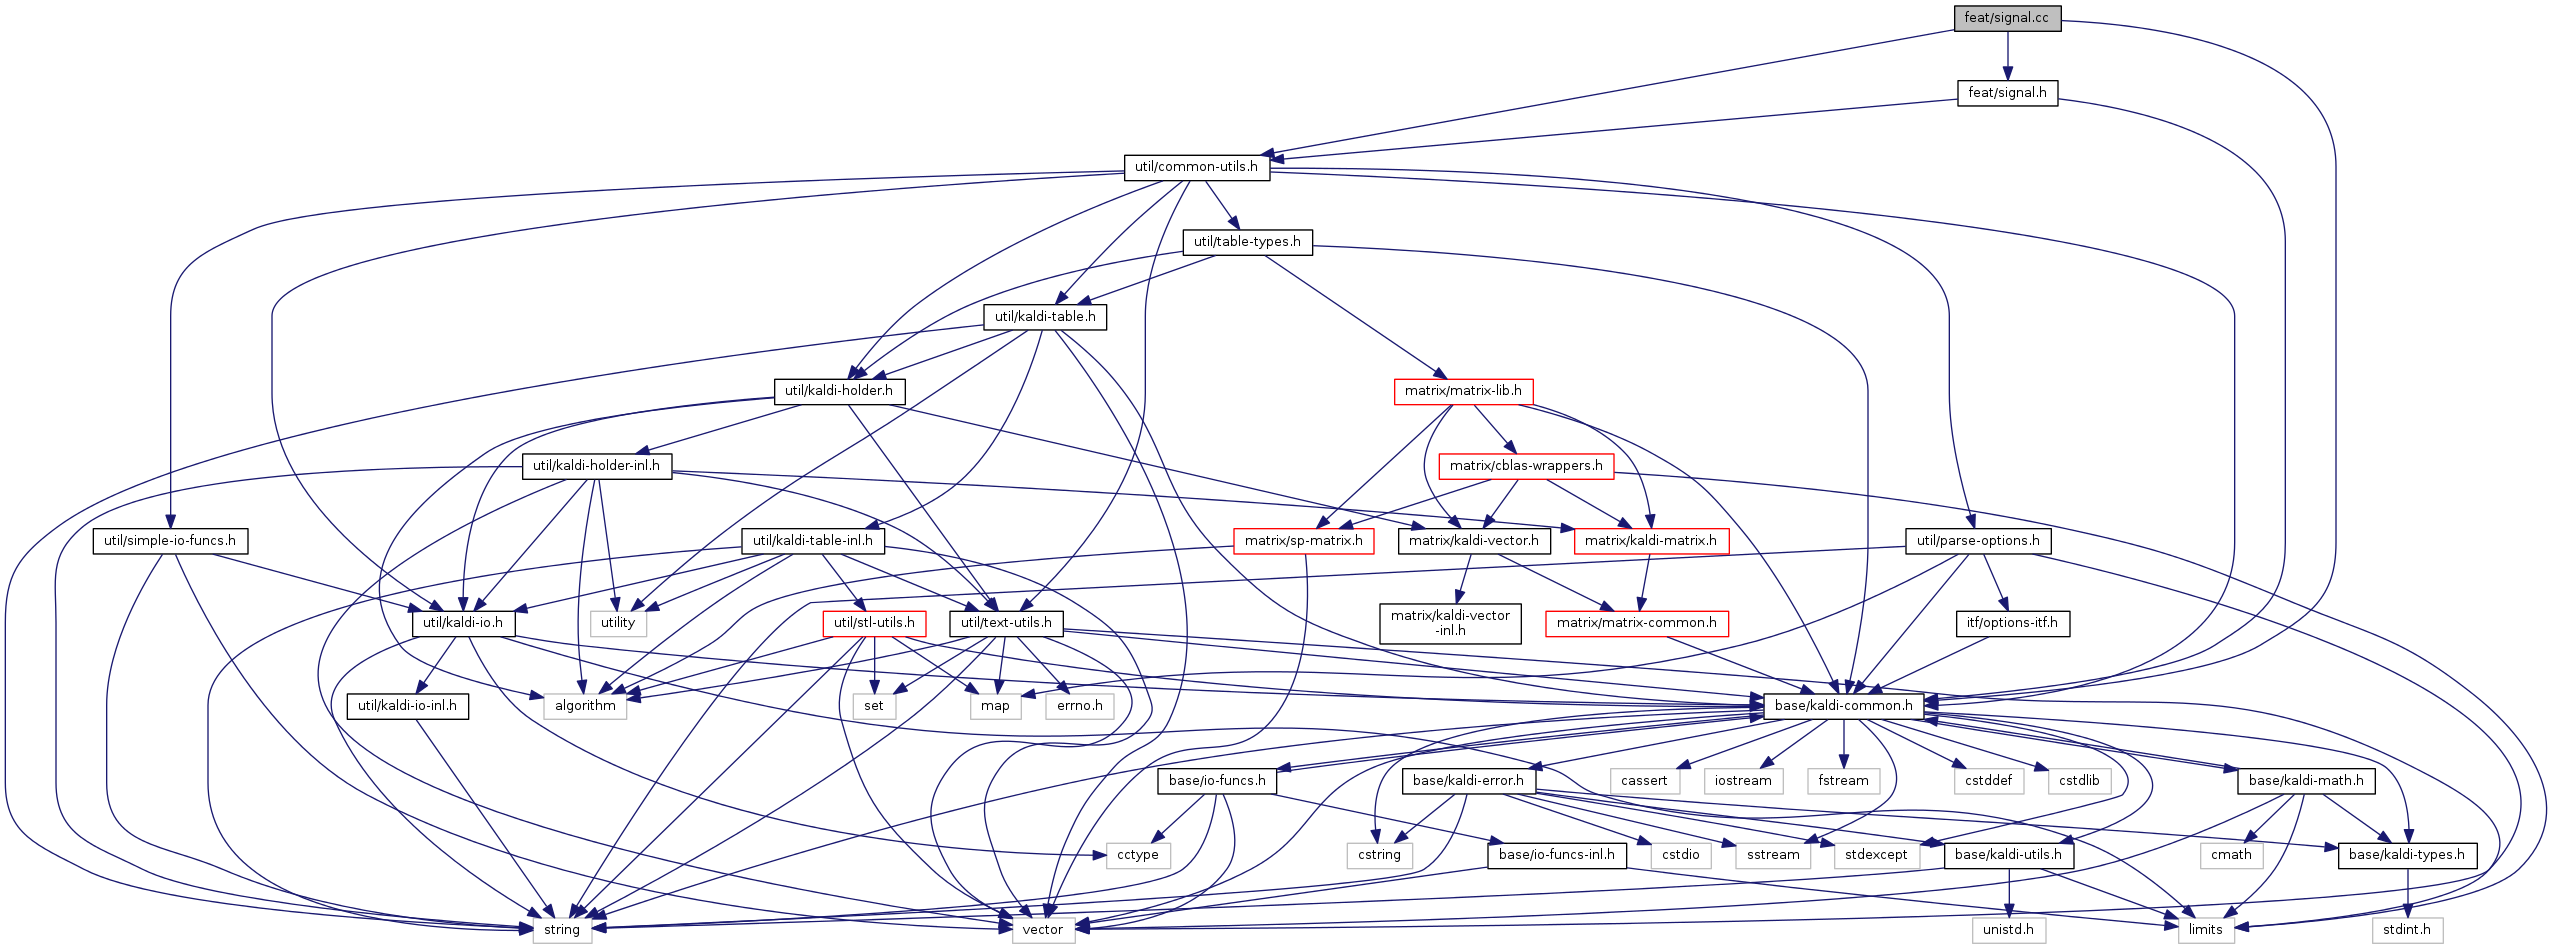 feat/signal.cc
feat/signal.h
util/common-utils.h
util/table-types.h
util/kaldi-table.h
util/kaldi-holder.h
matrix/matrix-lib.h
util/kaldi-holder-inl.h
matrix/cblas-wrappers.h
util/simple-io-funcs.h
util/kaldi-table-inl.h
matrix/sp-matrix.h
matrix/kaldi-vector.h
matrix/kaldi-matrix.h
util/parse-options.h
util/kaldi-io.h
utility
util/stl-utils.h
util/text-utils.h
matrix/kaldi-vector
-inl.h
matrix/matrix-common.h
itf/options-itf.h
util/kaldi-io-inl.h
algorithm
set
map
errno.h
base/kaldi-common.h
base/io-funcs.h
base/kaldi-error.h
cassert
iostream
fstream
cstddef
cstdlib
base/kaldi-math.h
cctype
cstring
base/io-funcs-inl.h
cstdio
sstream
stdexcept
base/kaldi-utils.h
cmath
base/kaldi-types.h
string
vector
unistd.h
limits
stdint.h